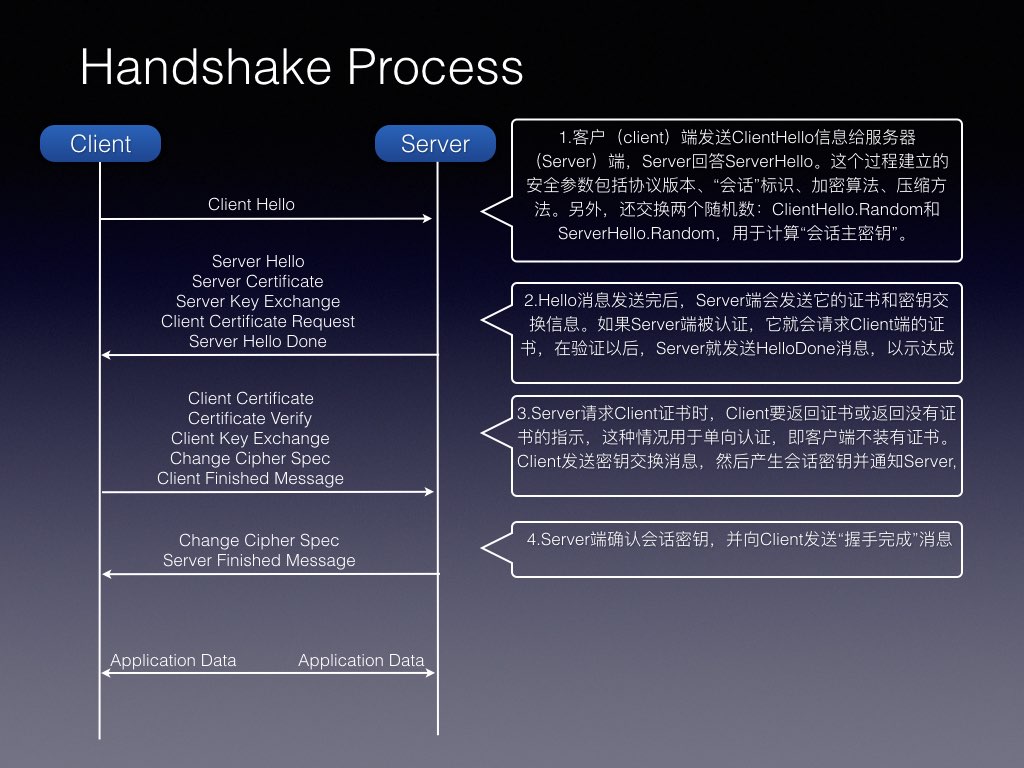 Handshake Process
Client
Server
Client Hello
Server Hello
Server Certificate
Server Key Exchange
Client Certificate Request
Server Hello Done
Client Certificate
Certificate Verify
Client Key Exchange
Change Cipher Spec
Client Finished Message
Change Cipher Spec
Server Finished Message
Application Data
Application Data
1.客户（client）端发送ClientHello信息给服务器
（Server）端，Server回答ServerHello。这个过程建立的
安全参数包括协议版本、“会话”标识、加密算法、压缩方
法。另外，还交换两个随机数：ClientHello.Random和
ServerHello.Random，用于计算“会话主密钥”。
2.Hello消息发送完后，Server端会发送它的证书和密钥交
换信息。如果Server端被认证，它就会请求Client端的证
书，在验证以后，Server就发送HelloDone消息，以示达成
3.Server请求Client证书时，Client要返回证书或返回没有证
书的指示，这种情况用于单向认证，即客户端不装有证书。
Client发送密钥交换消息，然后产生会话密钥并通知Server,
4.Server端确认会话密钥，并向Client发送“握手完成”消息